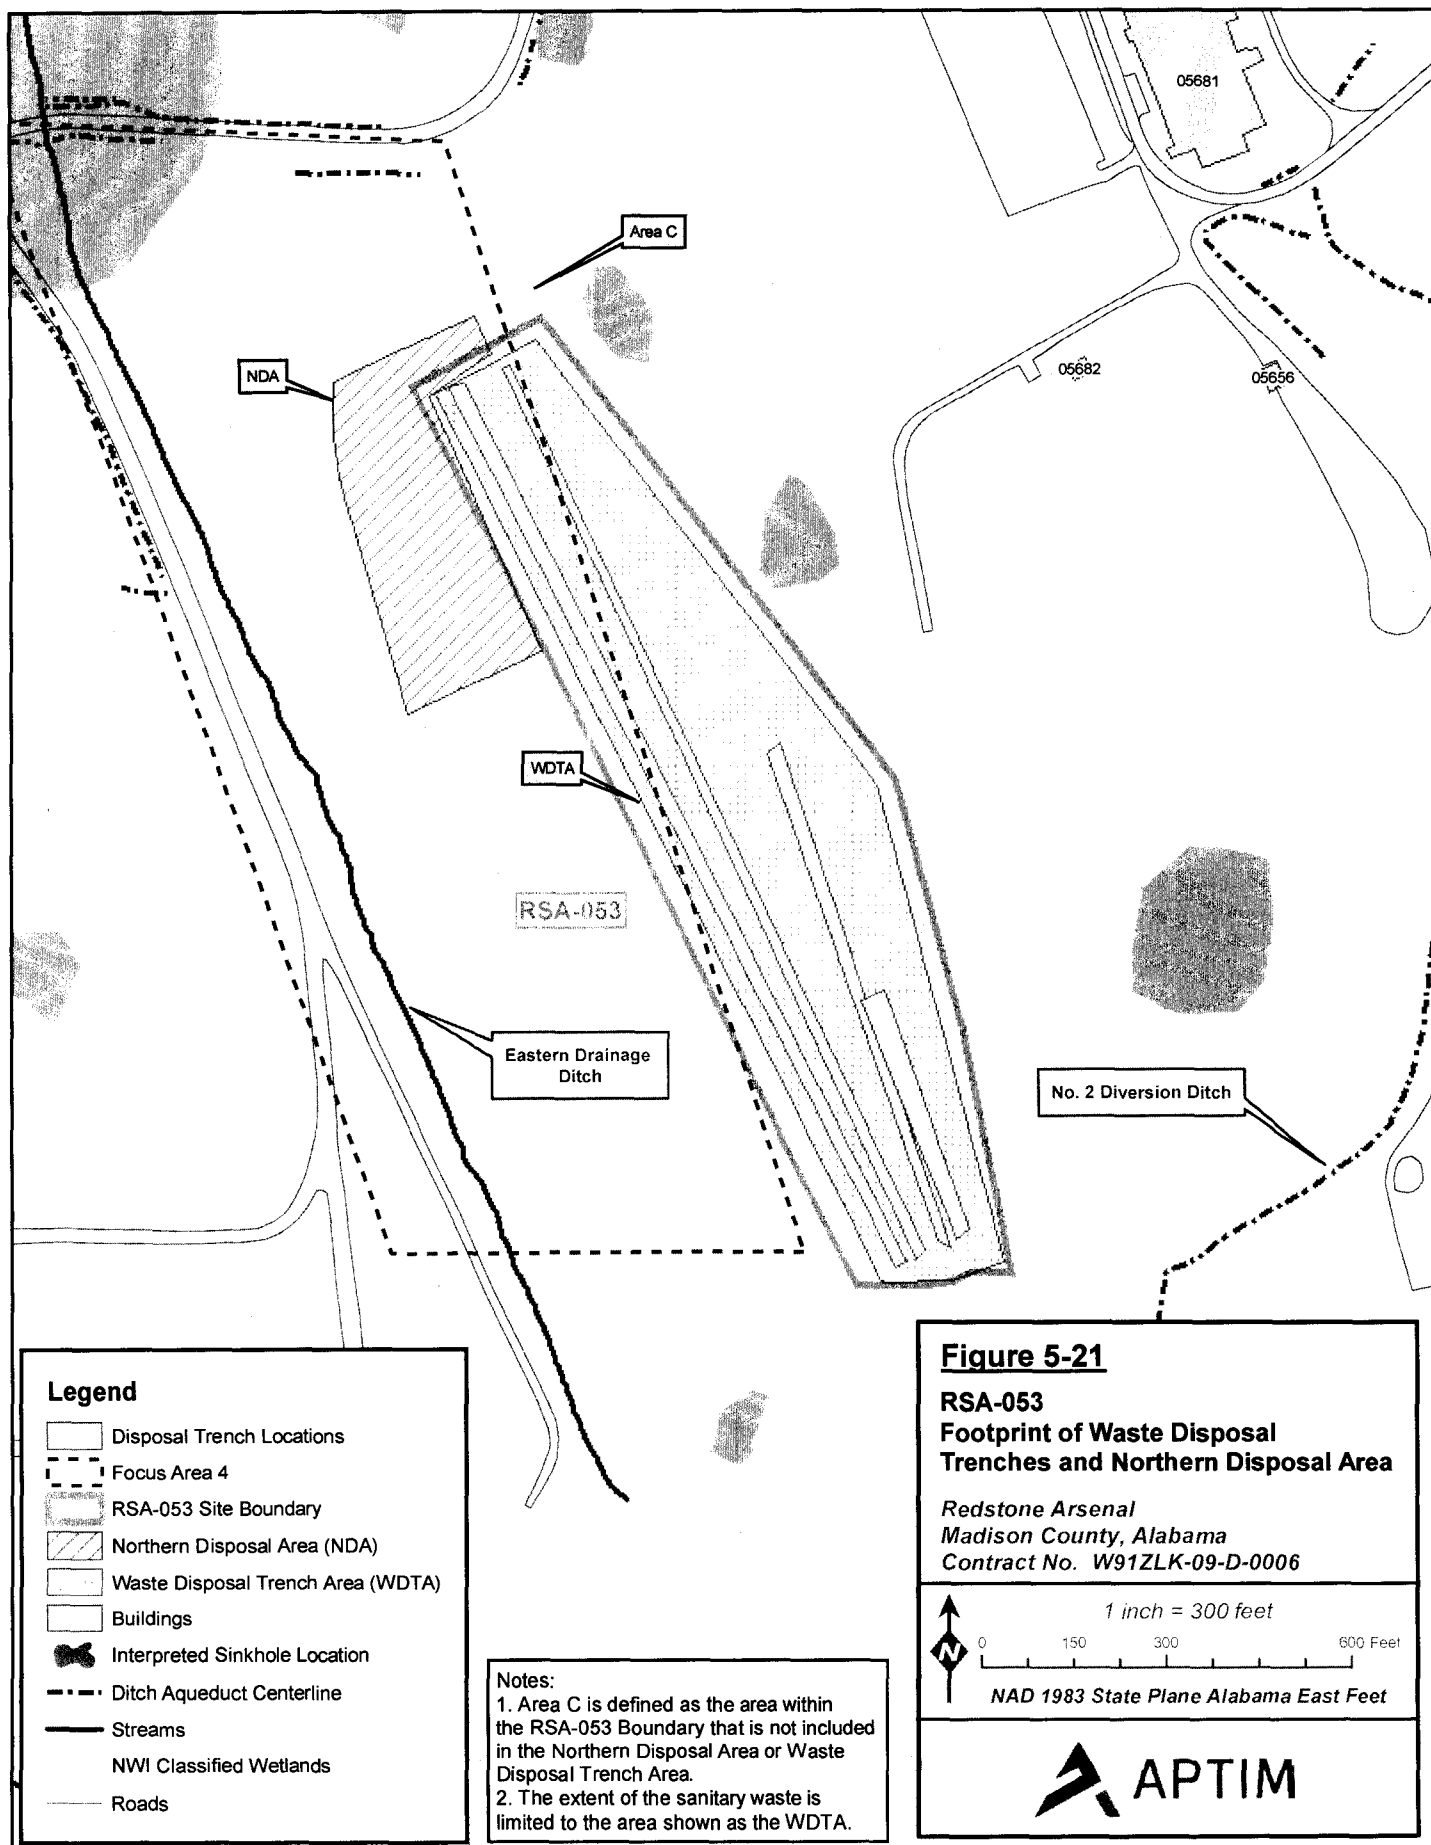 05681
Area C
NDA
05682
05656
WDTA
RSA-053
Eastern Drainage
Ditch
No. 2 Diversion Ditch
Legend
Disposal Trench Locations
Focus Area 4
RSA-053 Site Boundary
Northern Disposal Area (NDA)
Waste Disposal Trench Area (WDTA)
Buildings
Interpreted Sinkhole Location
Ditch Aqueduct Centerline
Streams
NWI Classified Wetlands
Roads
Notes:
1. Area C is defined as the area within
the RSA-053 Boundary that is not included
in the Northern Disposal Area or Waste
Disposal Trench Area.
2. The extent of the sanitary waste is
limited to the area shown as the WDTA.
Figure 5-21
RSA-053
Footprint of Waste Disposal
Trenches and Northern Disposal Area
Redstone Arsenal
Madison County, Alabama
Contract No. W91ZLK-09-D-0006
1 inch = 300 feet
N
0 150 300 600 Feet
NAD 1983 State Plane Alabama East Feet
APTIM